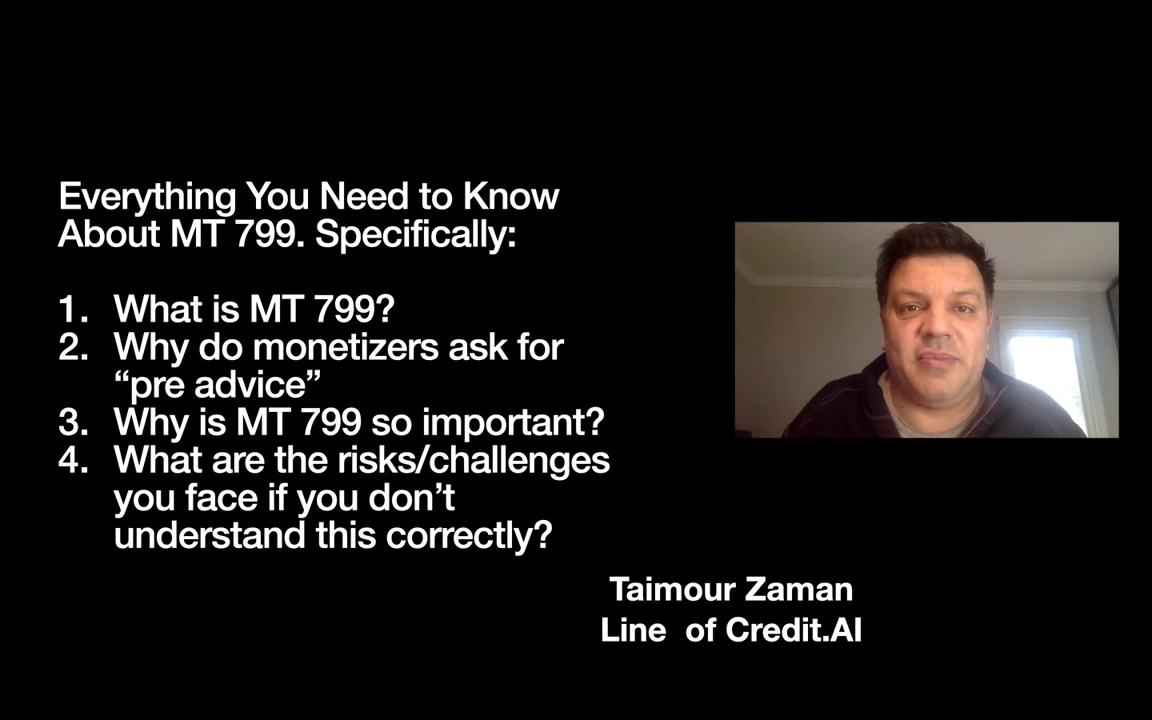 Everything You Need to Know
About MT 799. Specifically:
1. What is MT 799?
2. Why do monetizers ask for
“pre advice”
3. Why is MT 799 so important?
4. What are the risks/challenges
you face if you don’t
understand this correctly?
Taimour Zaman
Line of Credit.AI